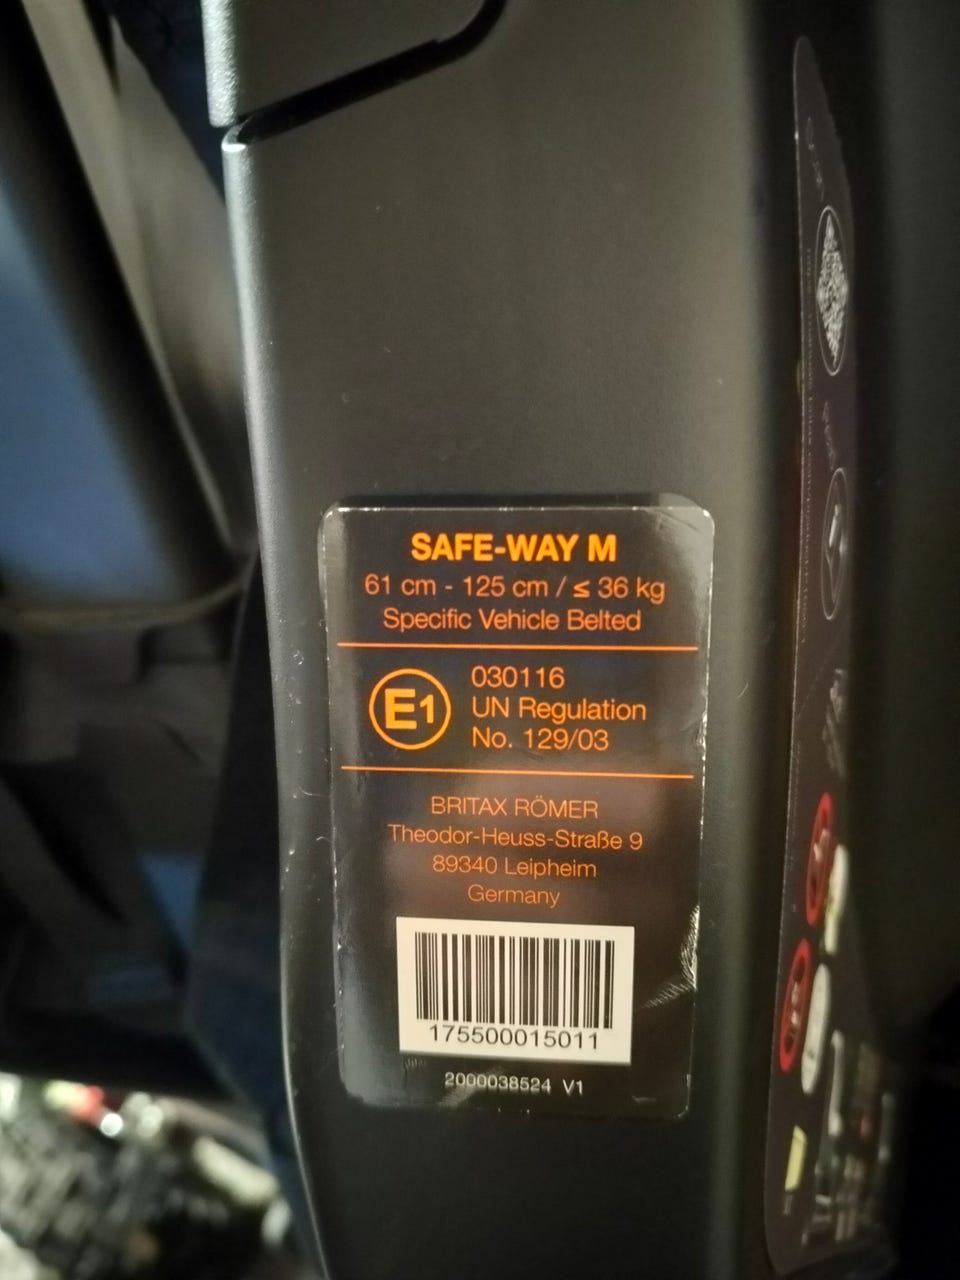 SAFE-WAY M
61 cm - 125 cm / ≤ 36 kg
Specific Vehicle Belted
E1
030116
UN Regulation
No. 129/03
BRITAX RÖMER
Theodor-Heuss-Straße 9
89340 Leipheim
Germany
175500015011
2000038524 V1